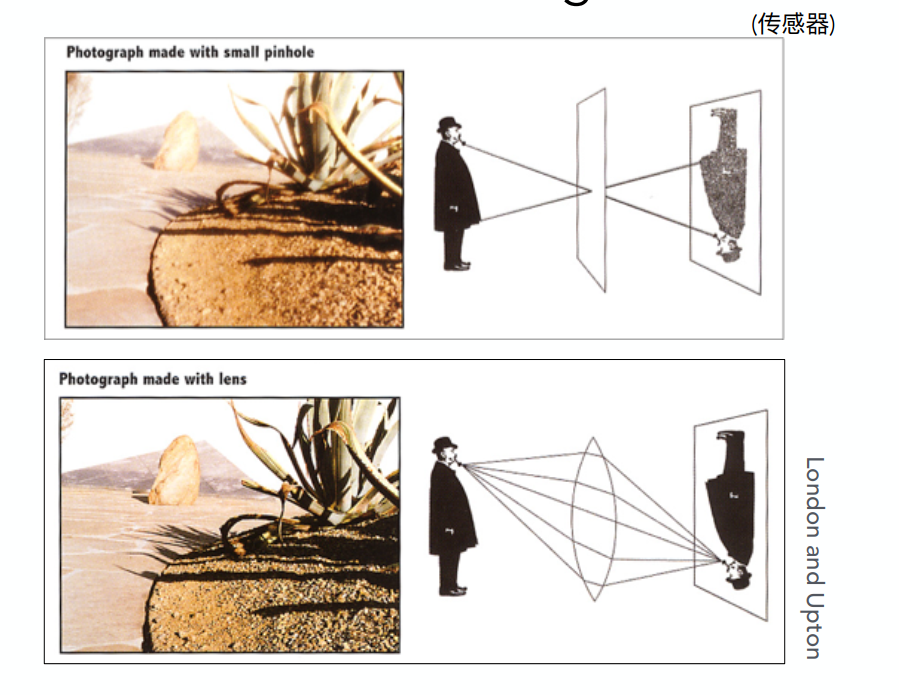 (传感器)
Photograph made with small pinhole
Photograph made with lens
London and Upton